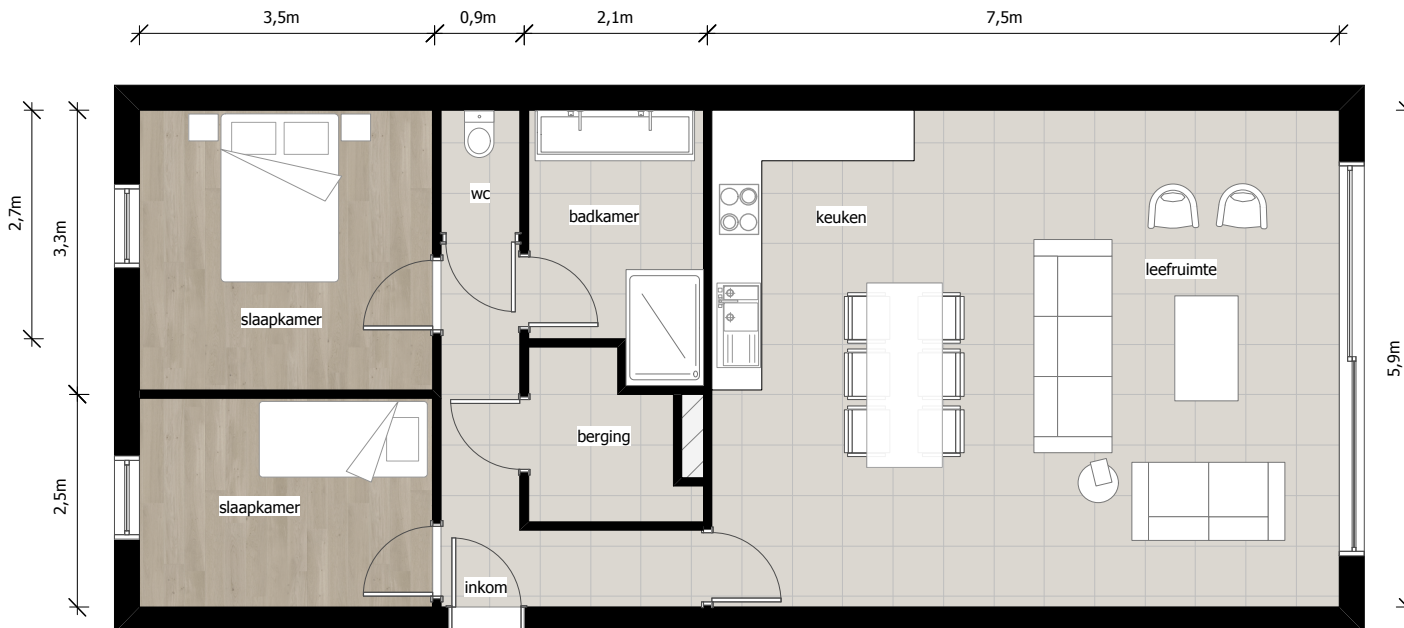 3,5m
0,9m
2,1m
7,5m
2,7m
3,3m
2,5m
5,9m
wc
badkamer
keuken
leefruimte
slaapkamer
berging
slaapkamer
inkom